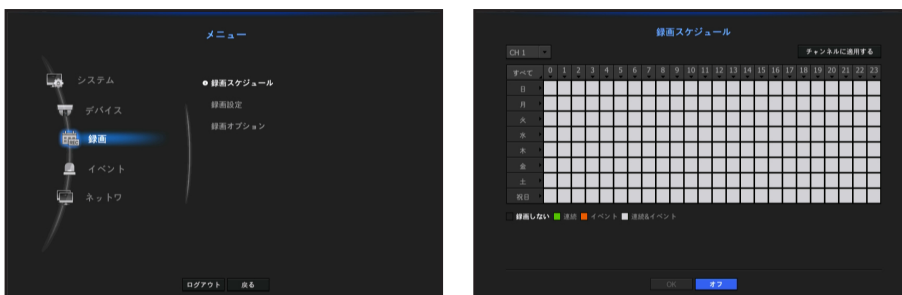 メニュー
システム
デバイス
録画
イベント
ネットワ
録画スケジュール
録画設定
録画オプション
ログアウト 戻る
録画スケジュール
CH 1
チャンネルに適用する
すべて 0 1 2 3 4 5 6 7 8 9 10 11 12 13 14 15 16 17 18 19 20 21 22 23
日
月
火
水
木
金
土
祝日
録画しない 連続 イベント 連続&イベント
OK オフ